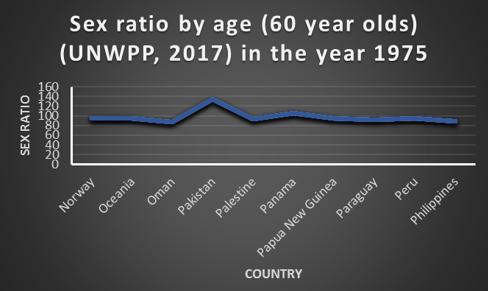 Sex ratio by age (60 year olds)
(UNWPP, 2017) in the year 1975
SEX RATIO
160
140
120
100
80
60
40
20
0
Norway
Oceania
Oman
Pakistan
Palestine
Panama
Papua New Guinea
Paraguay
Peru
Philippines
COUNTRY